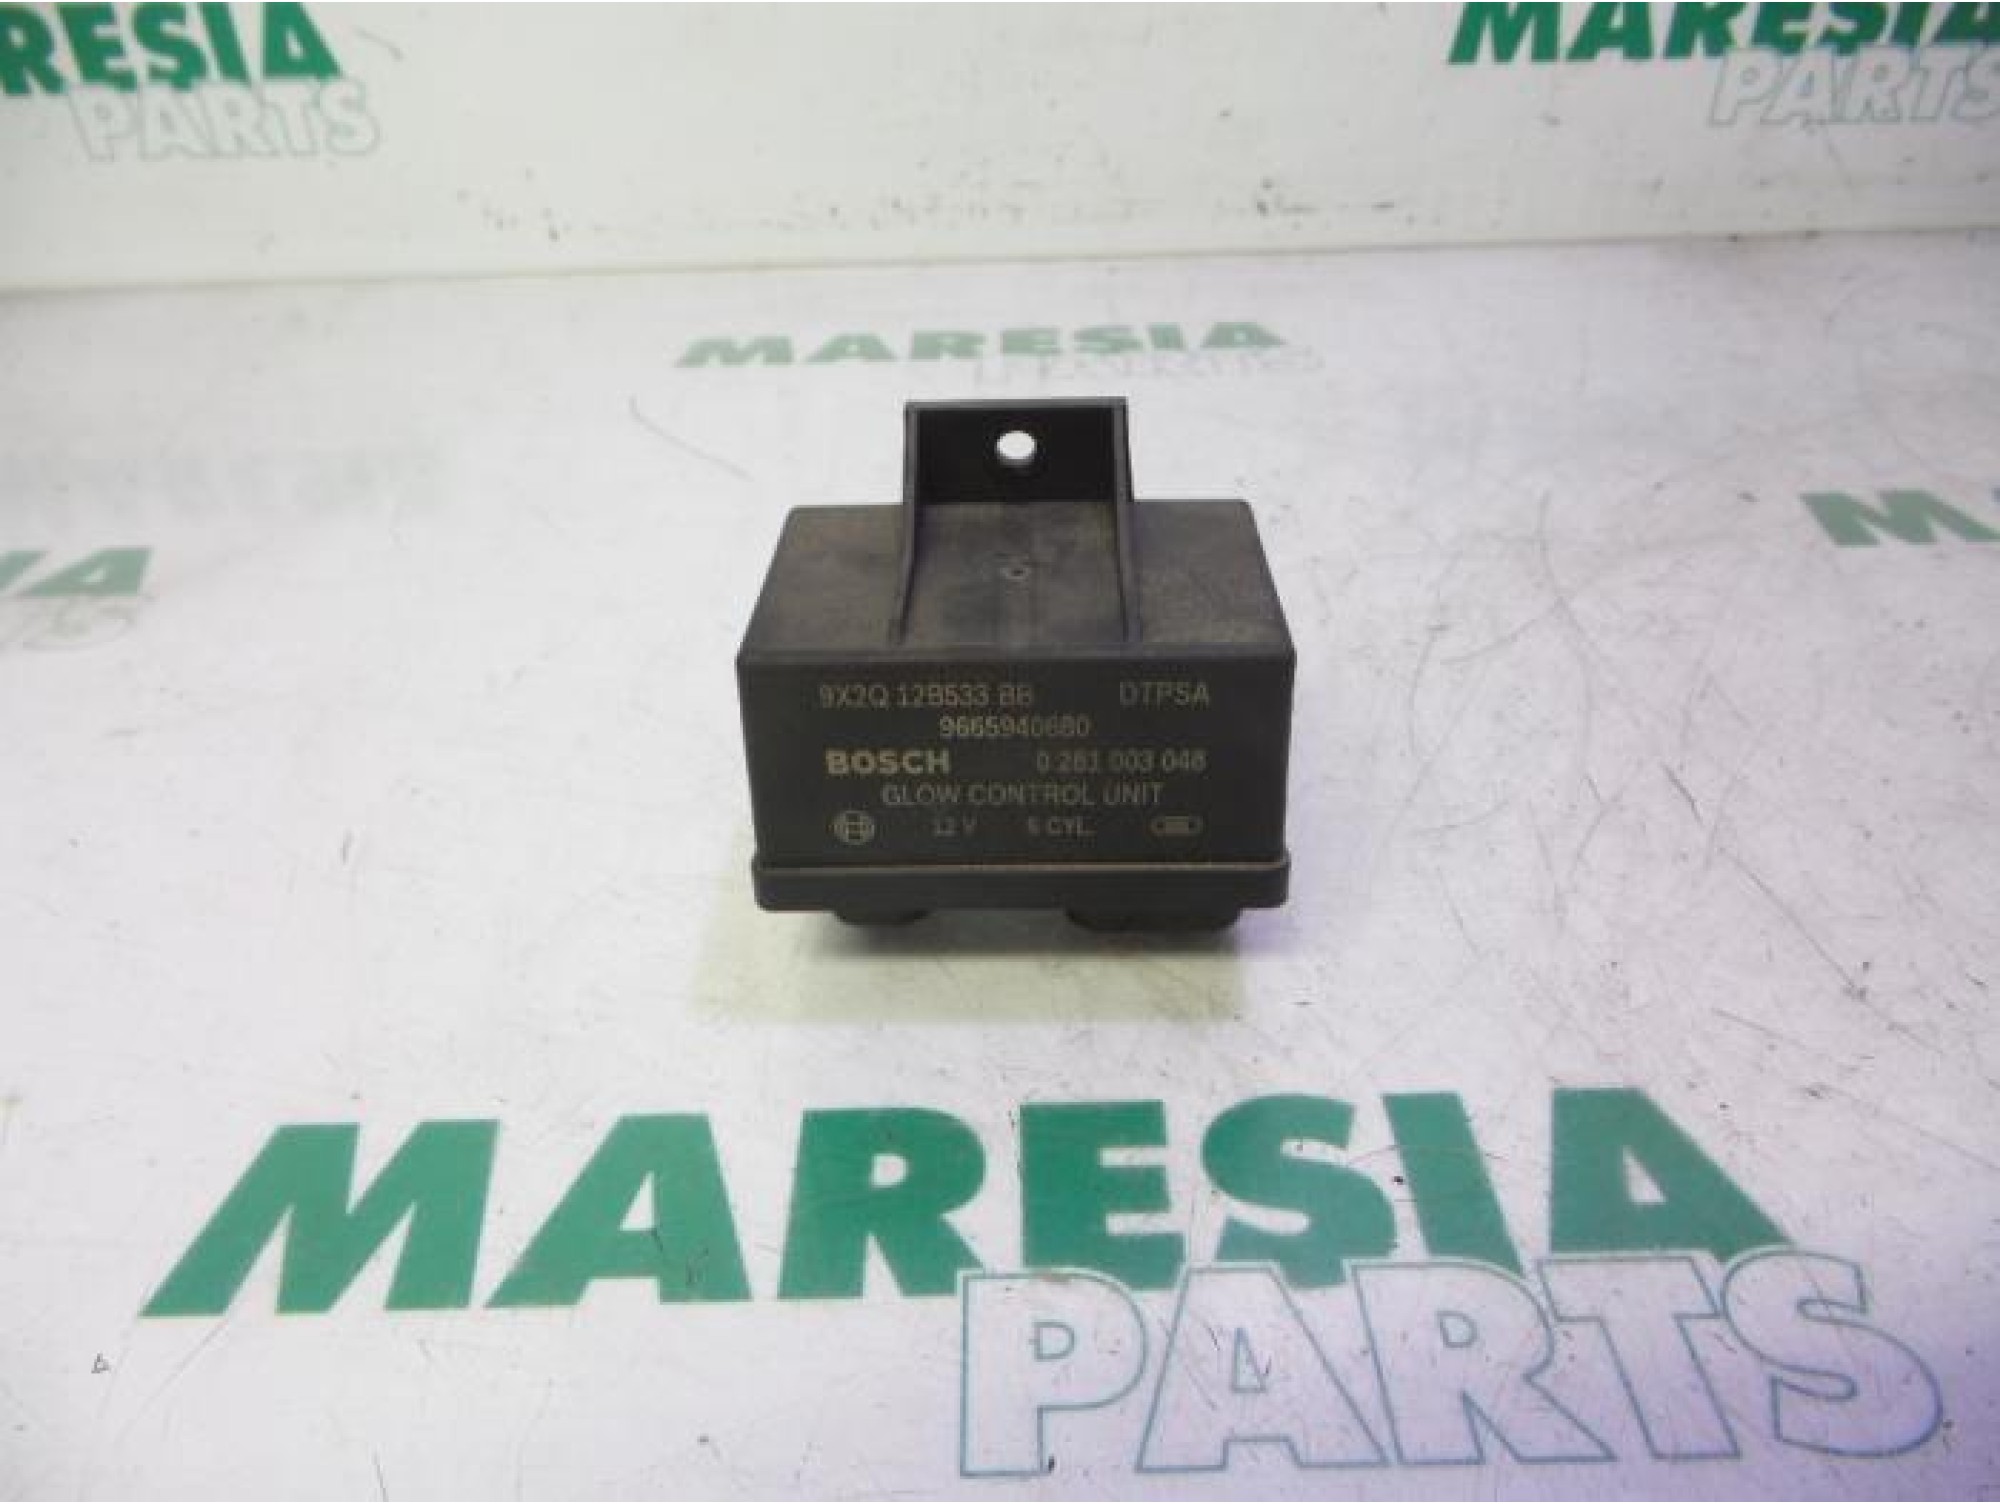 MARESIA
PARTS
MARESIA
PARTS
MARESIA
PARTS
9X2Q 12B533 BB DTPSA
9665940680
BOSCH 0 281 003 048
GLOW CONTROL UNIT
12 V 6 CYL.
MARESIA
PARTS